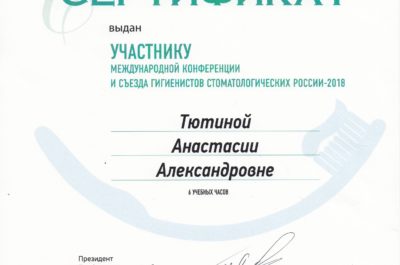 СЕРТИФИКАТ
выдан
УЧАСТНИКУ
МЕЖДУНАРОДНОЙ КОНФЕРЕНЦИИ
И СЪЕЗДА ГИГИЕНИСТОВ СТОМАТОЛОГИЧЕСКИХ РОССИИ-2018
Тютиной
Анастасии
Александровне
6 УЧЕБНЫХ ЧАСОВ
Президент